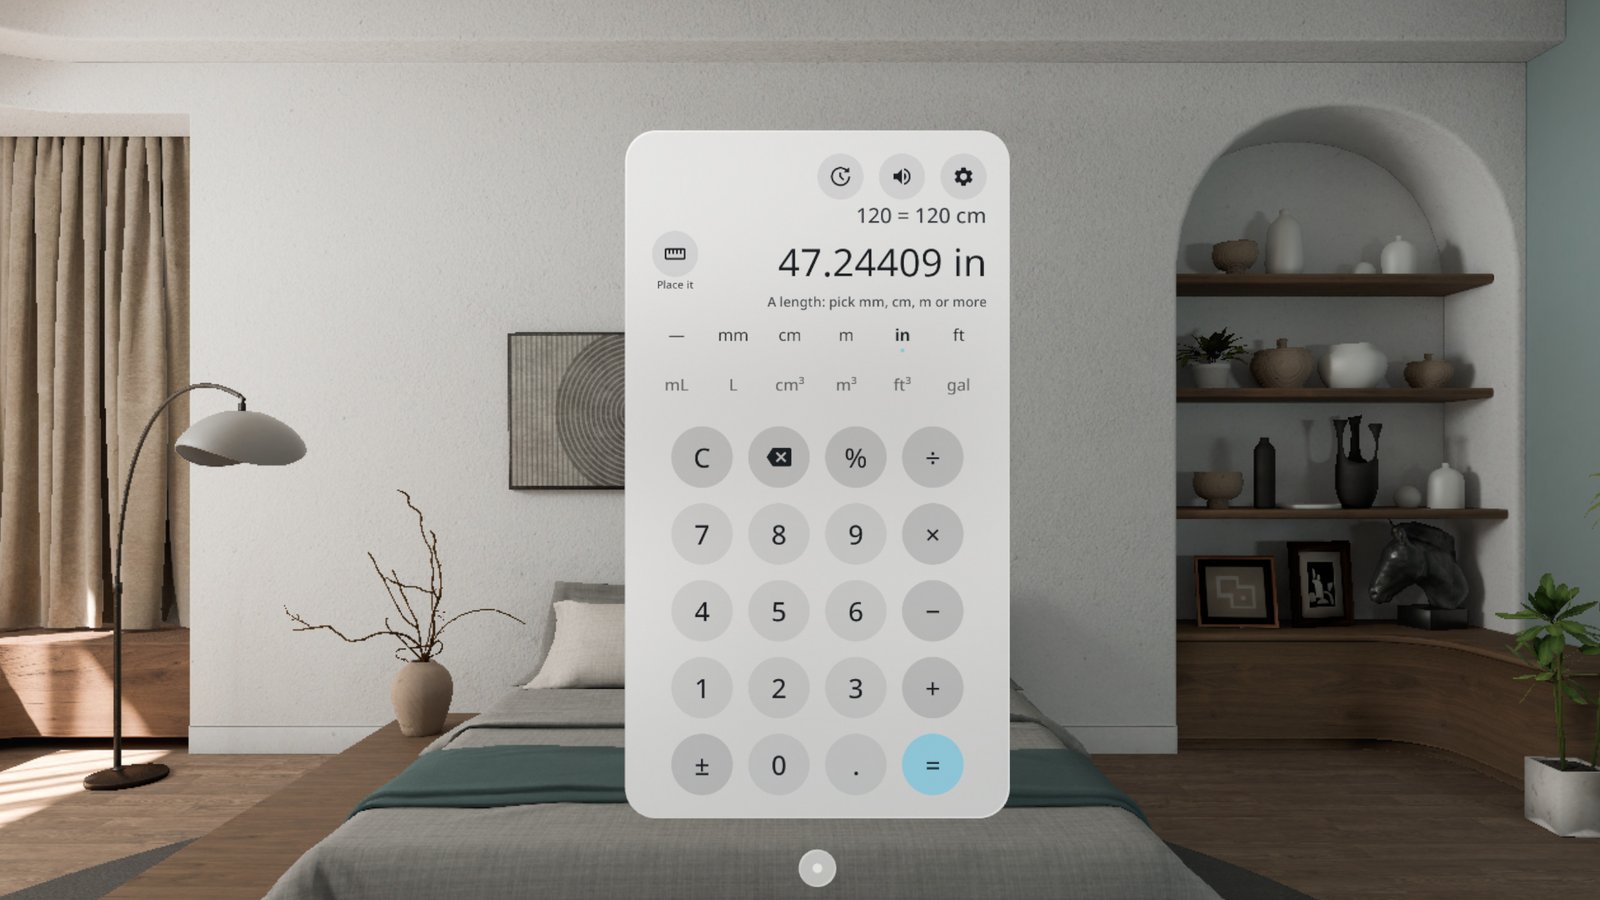 120 = 120 cm
47.24409 in
Place it
A length: pick mm, cm, m or more
— mm cm m in ft
mL L cm³ m³ ft³ gal
C % ÷
7 8 9 ×
4 5 6 −
1 2 3 +
± 0 . =